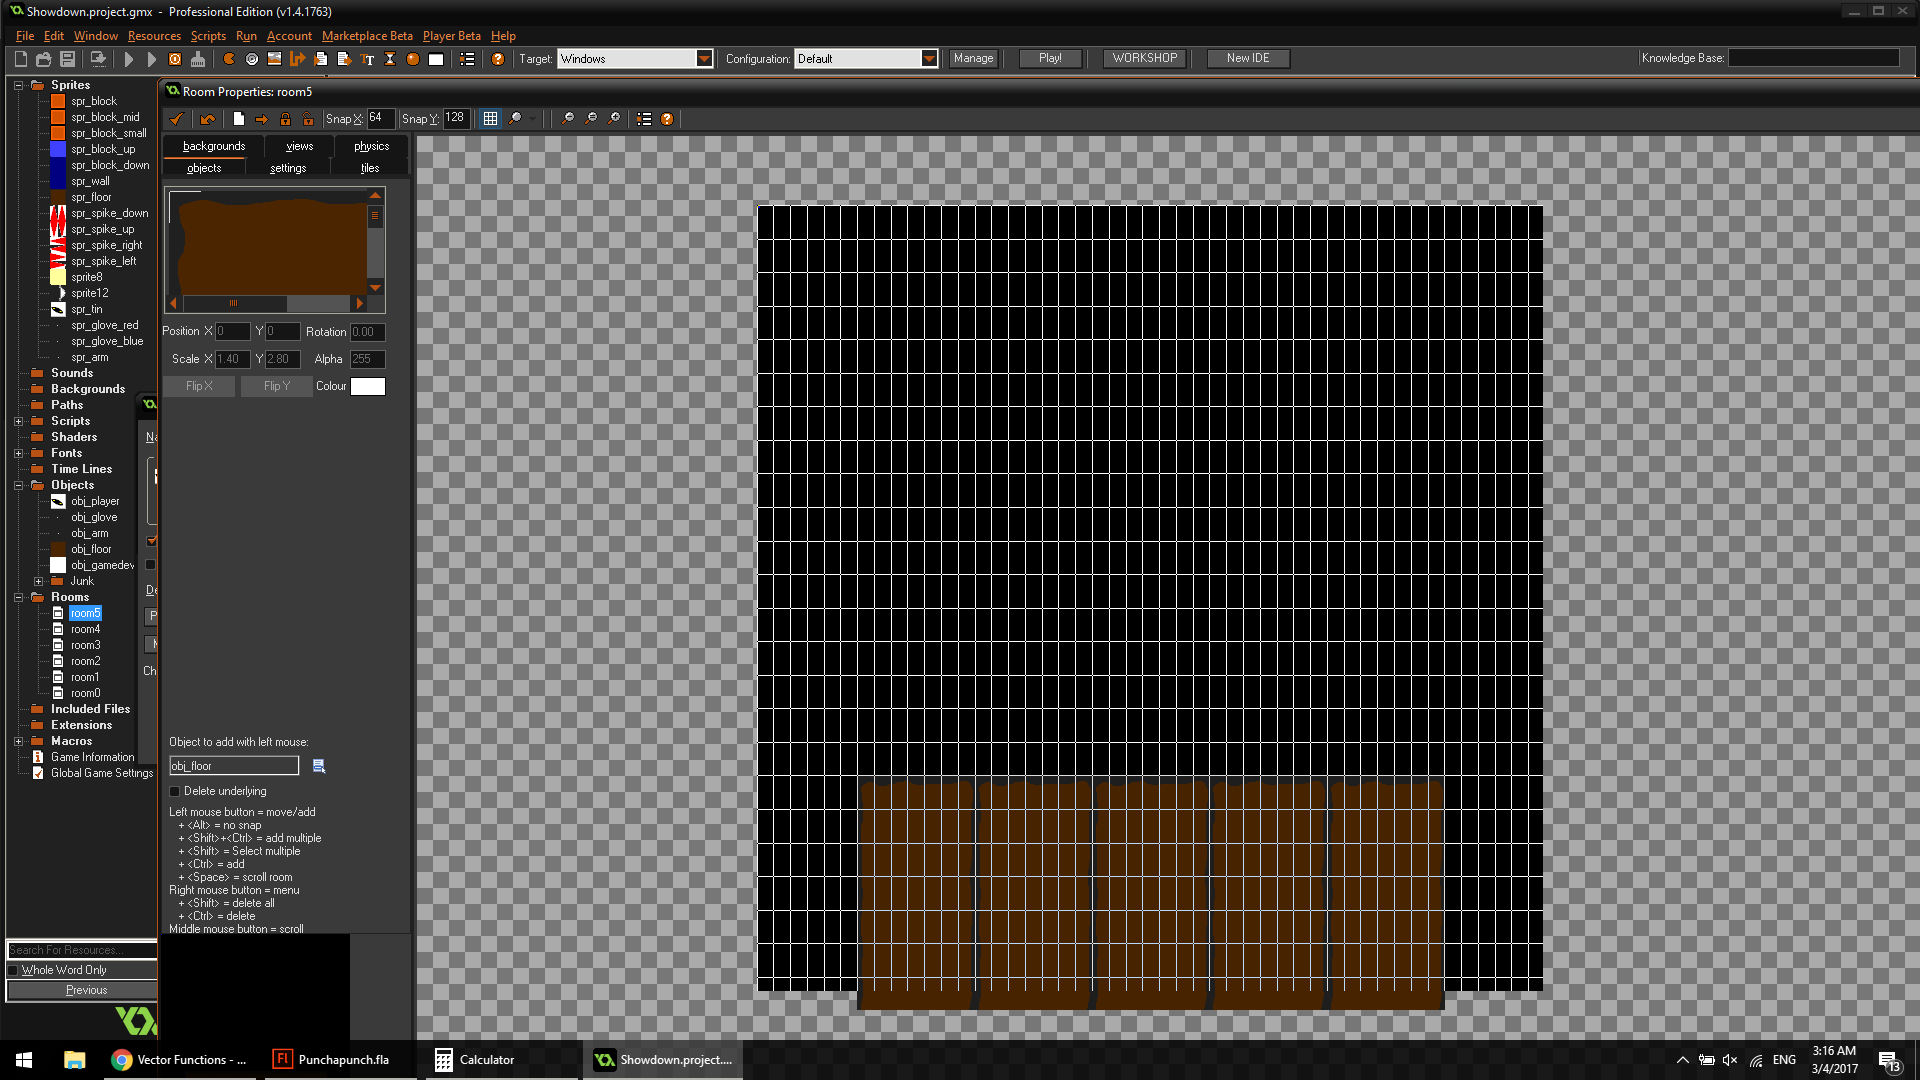 Showdown.project.gmx - Professional Edition (v1.4.1763)
File Edit Window Resources Scripts Run Account Marketplace Beta Player Beta Help
Target: Windows Configuration: Default Manage Play! WORKSHOP New IDE Knowledge Base:
Sprites
spr_block
spr_block_mid
spr_block_small
spr_block_up
spr_block_down
spr_wall
spr_floor
spr_spike_down
spr_spike_up
spr_spike_right
spr_spike_left
sprite8
sprite12
spr_tin
spr_glove_red
spr_glove_blue
spr_arm
Sounds
Backgrounds
Paths
Scripts
Shaders
Fonts
Time Lines
Objects
obj_player
obj_glove
obj_arm
obj_floor
obj_gamedev
Junk
Rooms
room5
room4
room3
room2
room1
room0
Included Files
Extensions
Macros
Game Information
Global Game Settings
Search For Resources...
Whole Word Only
Previous
Na
De
P
Ch
Room Properties: room5
Snap X: 64 Snap Y: 128
backgrounds views physics
objects settings tiles
Position X 0 Y 0 Rotation 0.00
Scale X 1.40 Y 2.80 Alpha 255
Flip X Flip Y Colour
Object to add with left mouse:
obj_floor
Delete underlying
Left mouse button = move/add
+ <Alt> = no snap
+ <Shift>+<Ctrl> = add multiple
+ <Shift> = Select multiple
+ <Ctrl> = add
+ <Space> = scroll room
Right mouse button = menu
+ <Shift> = delete all
+ <Ctrl> = delete
Middle mouse button = scroll
Vector Functions - ... Fl Punchapunch.fla Calculator Showdown.project.... ENG 3:16 AM
3/4/2017 13